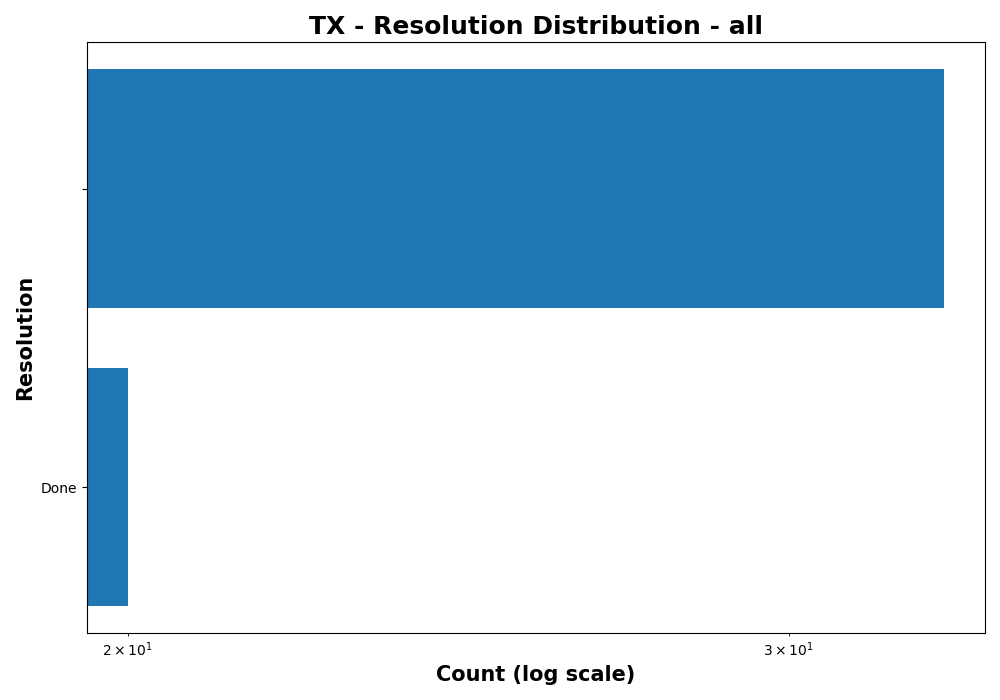 TX - Resolution Distribution - all
Resolution
Done
2 × 10¹
3 × 10¹
Count (log scale)